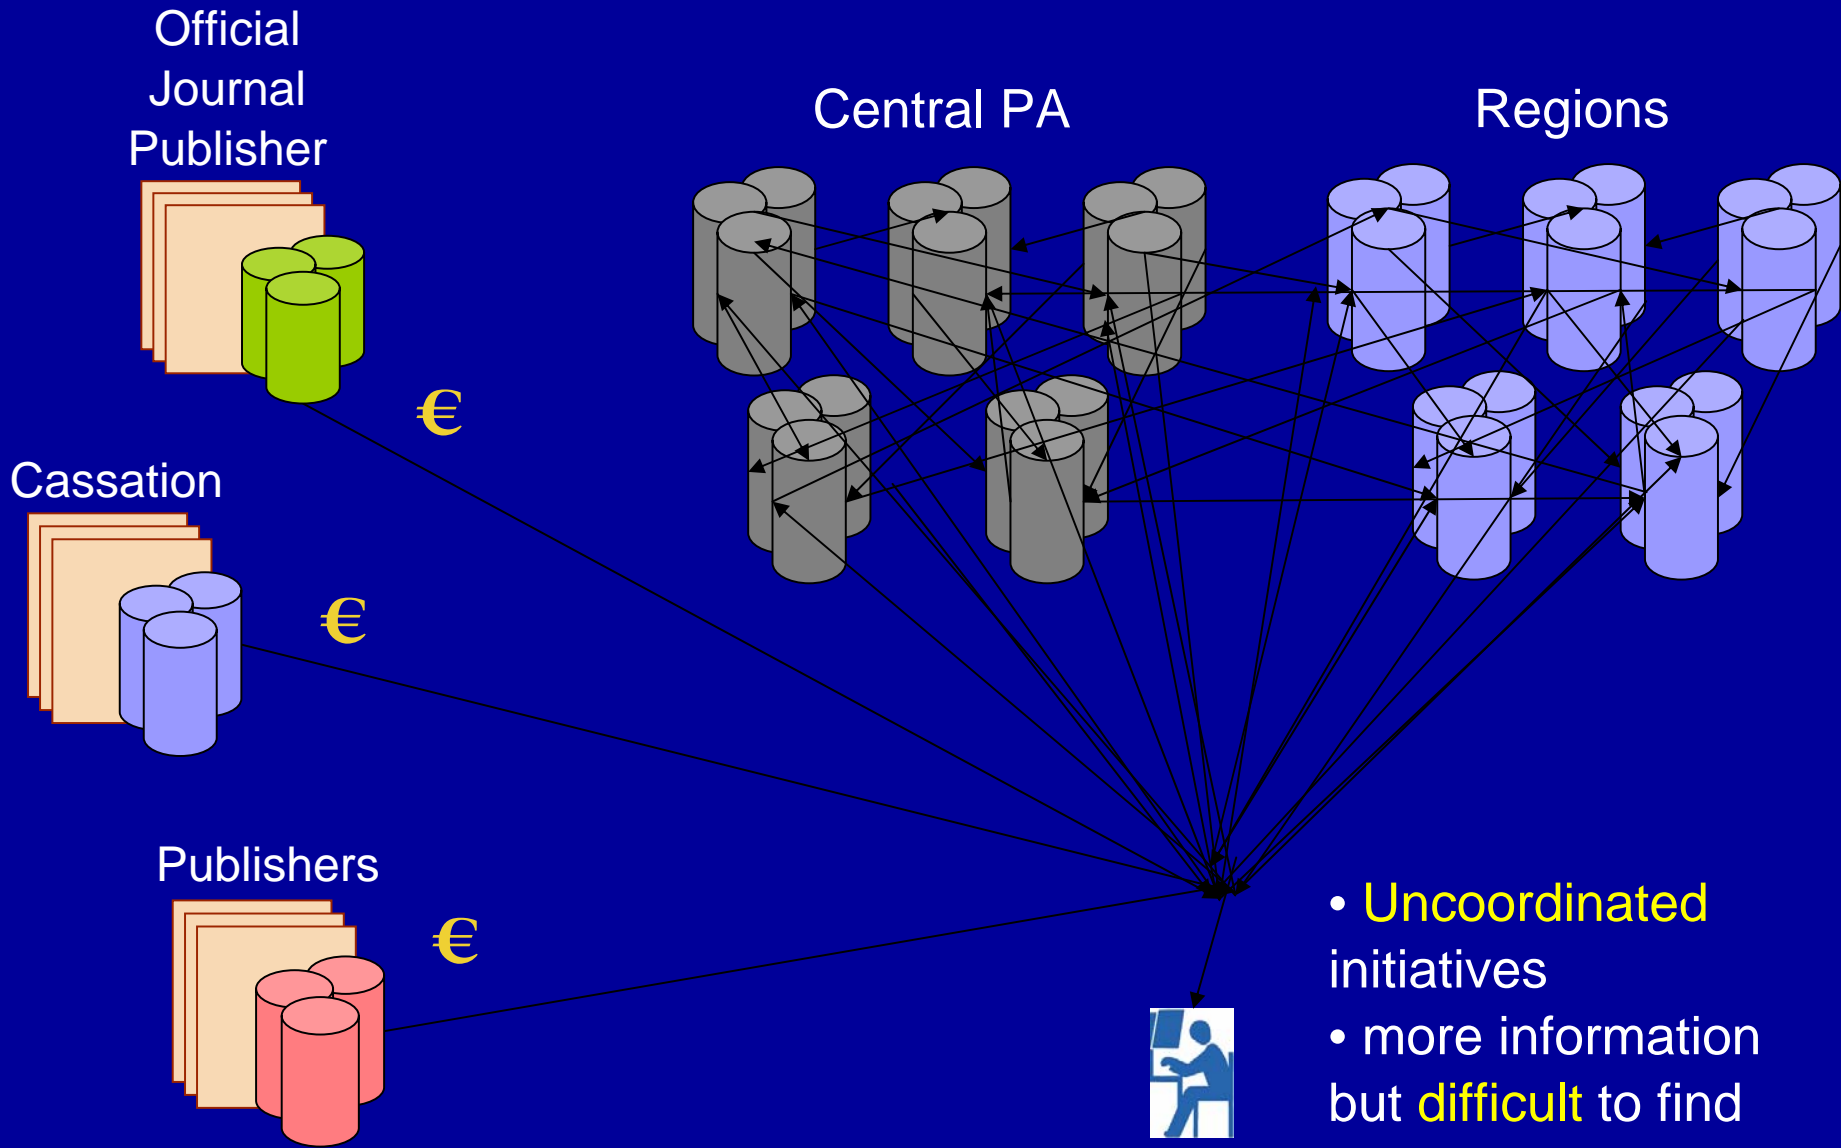 Official
Journal
Publisher
Central PA
Regions
€
Cassation
€
Publishers
€
• Uncoordinated
initiatives
• more information
but difficult to find